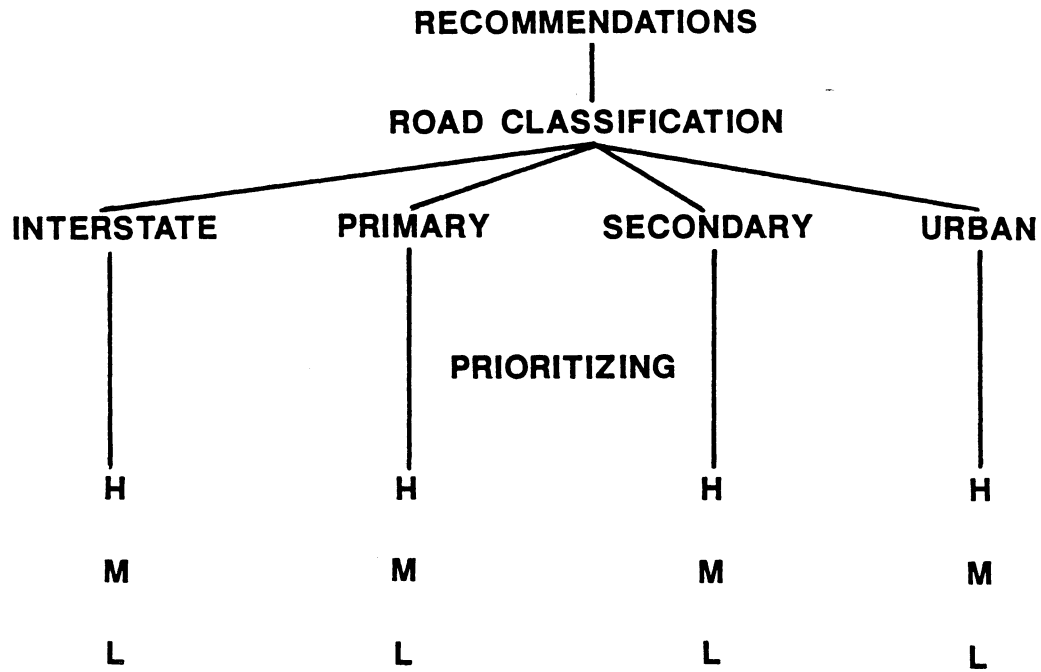 RECOMMENDATIONS
ROAD CLASSIFICATION
INTERSTATE PRIMARY SECONDARY URBAN
PRIORITIZING
H H H H
M M M M
L L L L